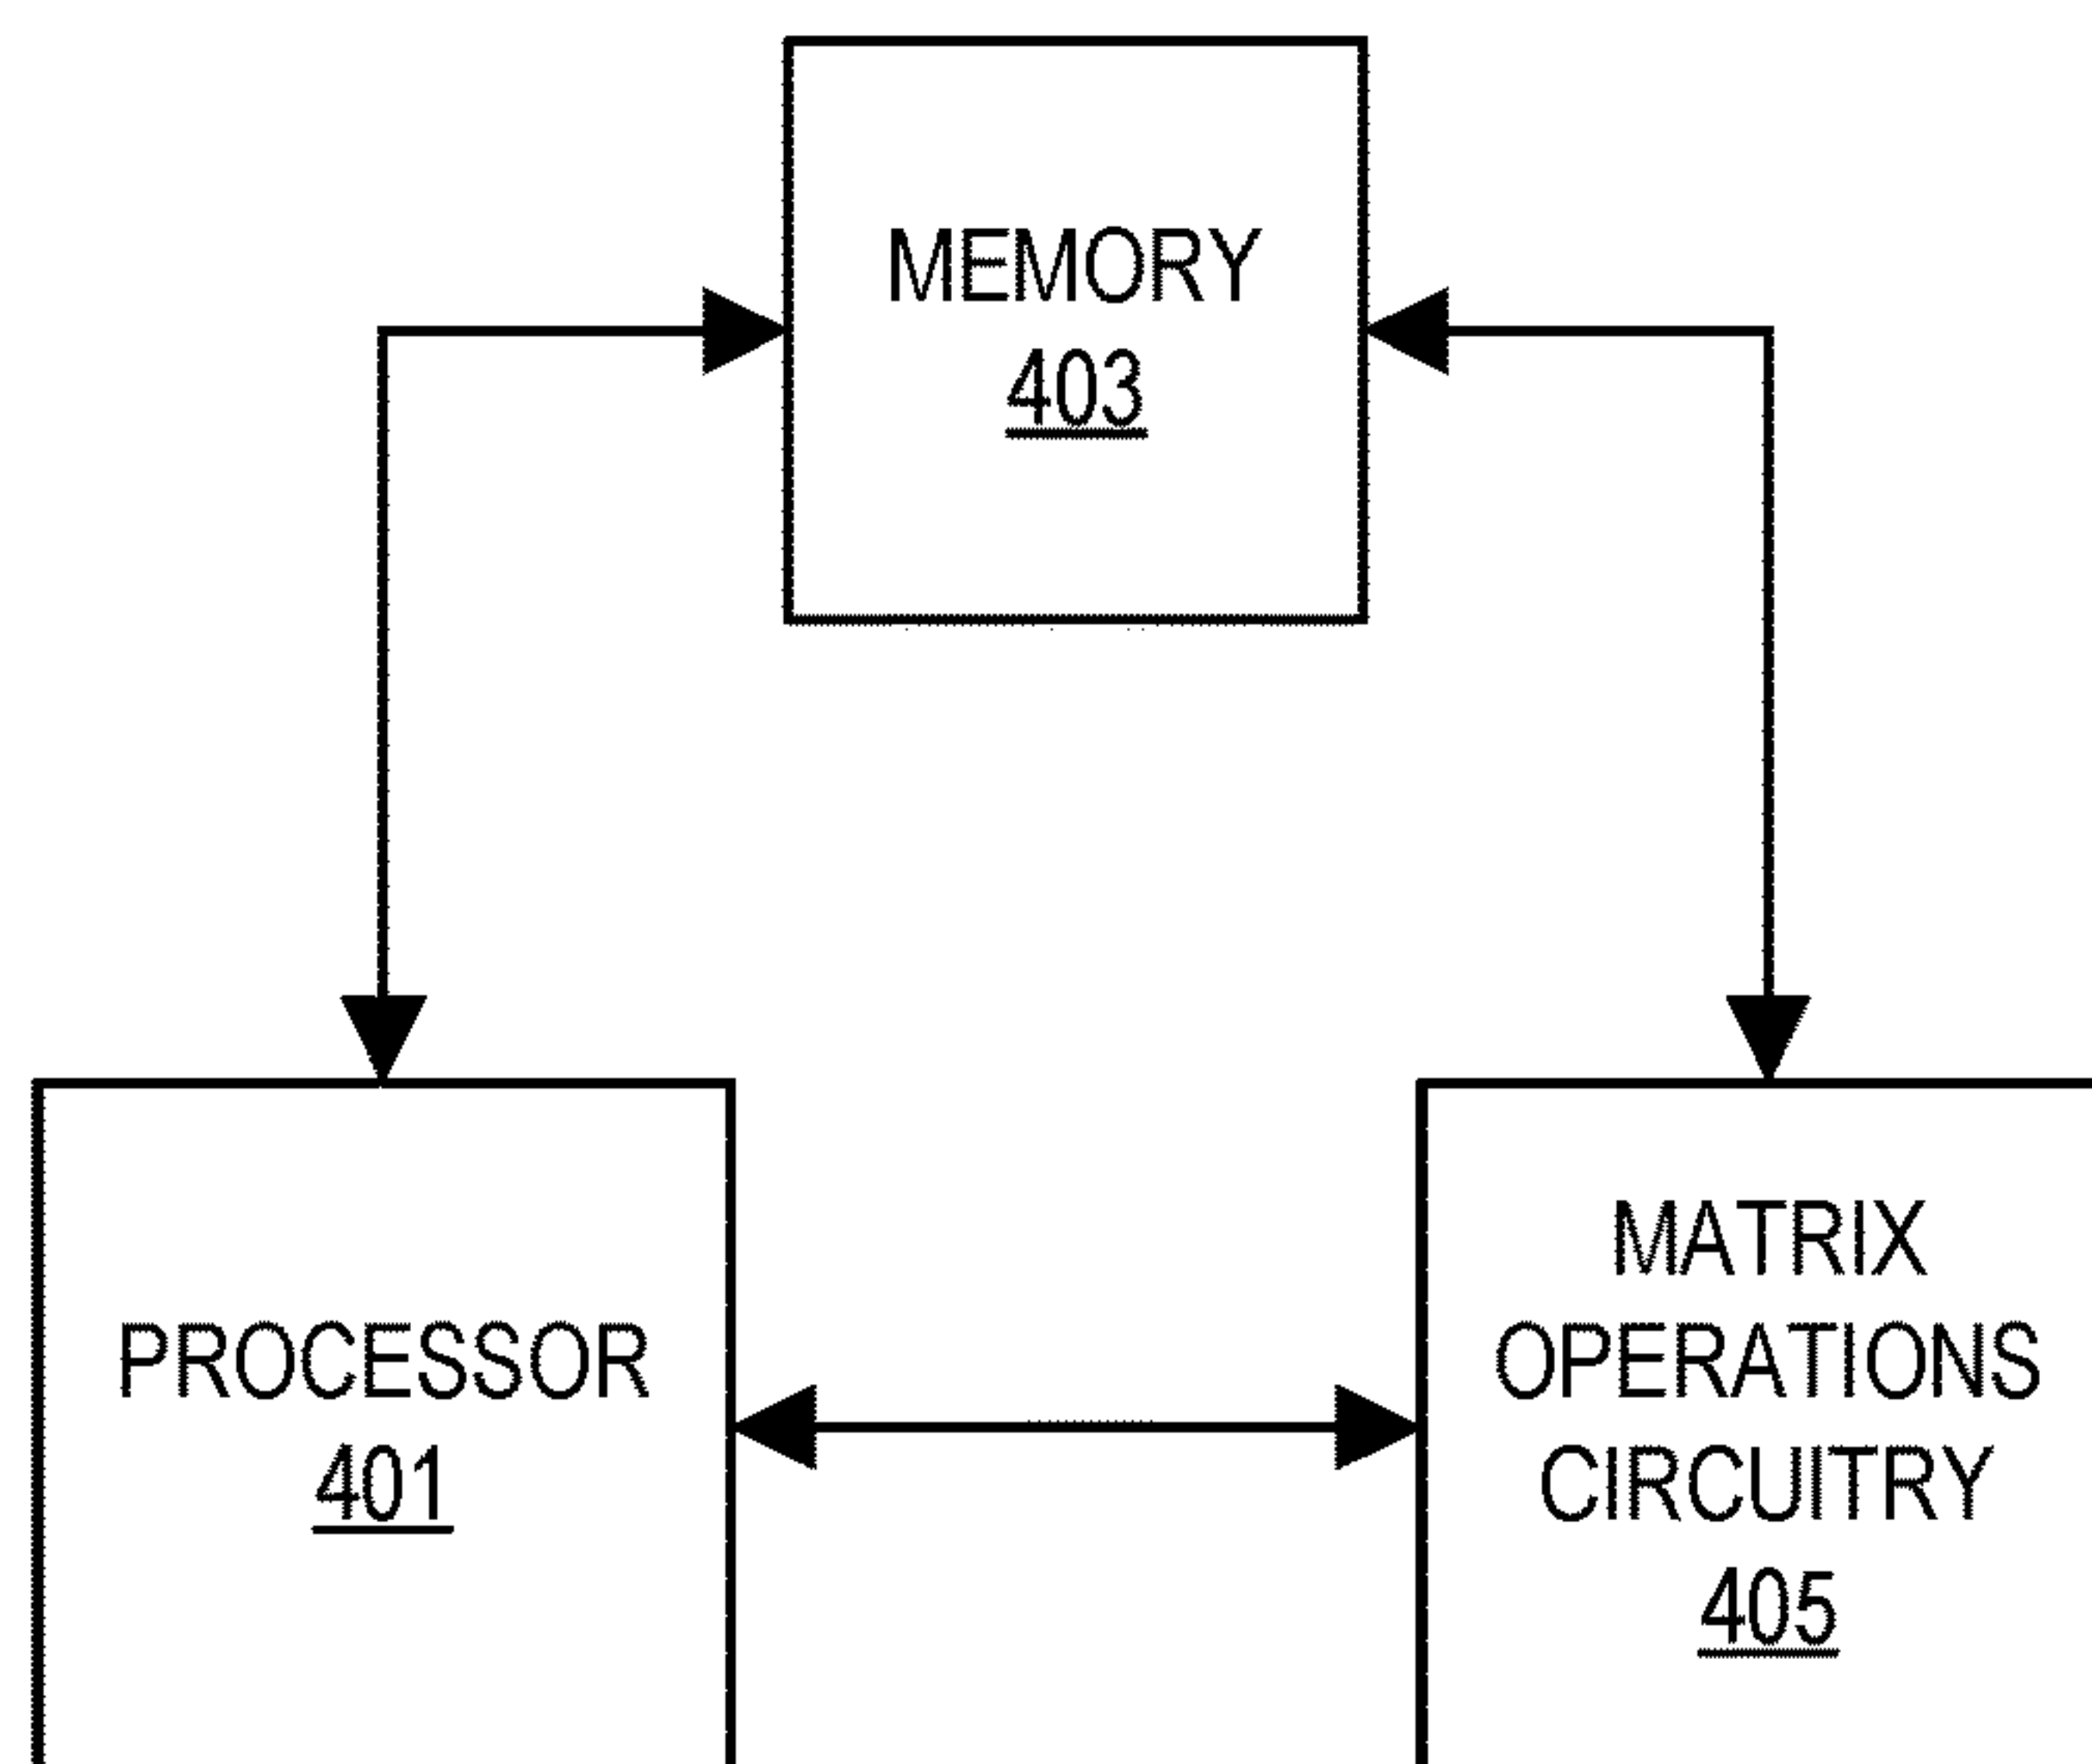 MEMORY
403
PROCESSOR
401
MATRIX
OPERATIONS
CIRCUITRY
405